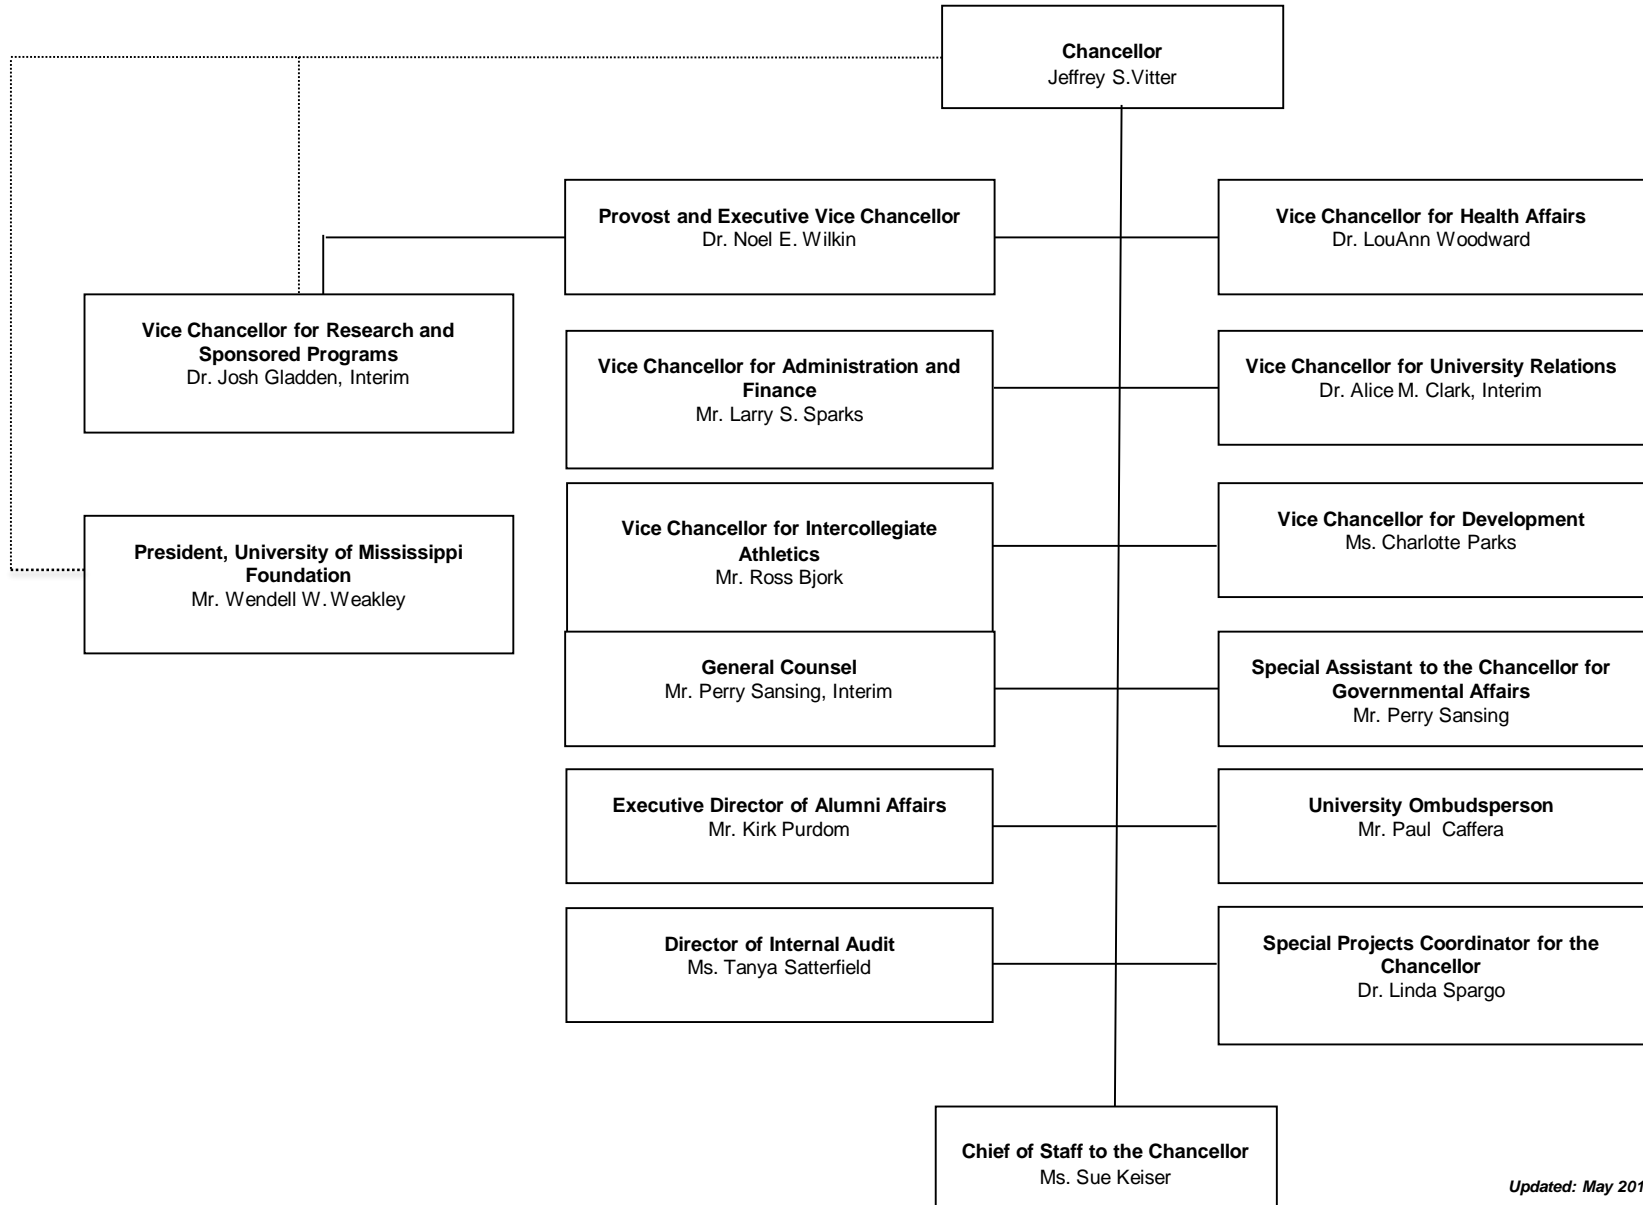 Chancellor
Jeffrey S.Vitter
Provost and Executive Vice Chancellor
Dr. Noel E. Wilkin
Vice Chancellor for Health Affairs
Dr. LouAnn Woodward
Vice Chancellor for Research and
Sponsored Programs
Dr. Josh Gladden, Interim
Vice Chancellor for Administration and
Finance
Mr. Larry S. Sparks
Vice Chancellor for University Relations
Dr. Alice M. Clark, Interim
President, University of Mississippi
Foundation
Mr. Wendell W. Weakley
Vice Chancellor for Intercollegiate
Athletics
Mr. Ross Bjork
Vice Chancellor for Development
Ms. Charlotte Parks
General Counsel
Mr. Perry Sansing, Interim
Special Assistant to the Chancellor for
Governmental Affairs
Mr. Perry Sansing
Executive Director of Alumni Affairs
Mr. Kirk Purdom
University Ombudsperson
Mr. Paul Caffera
Director of Internal Audit
Ms. Tanya Satterfield
Special Projects Coordinator for the
Chancellor
Dr. Linda Spargo
Chief of Staff to the Chancellor
Ms. Sue Keiser
Updated: May 201